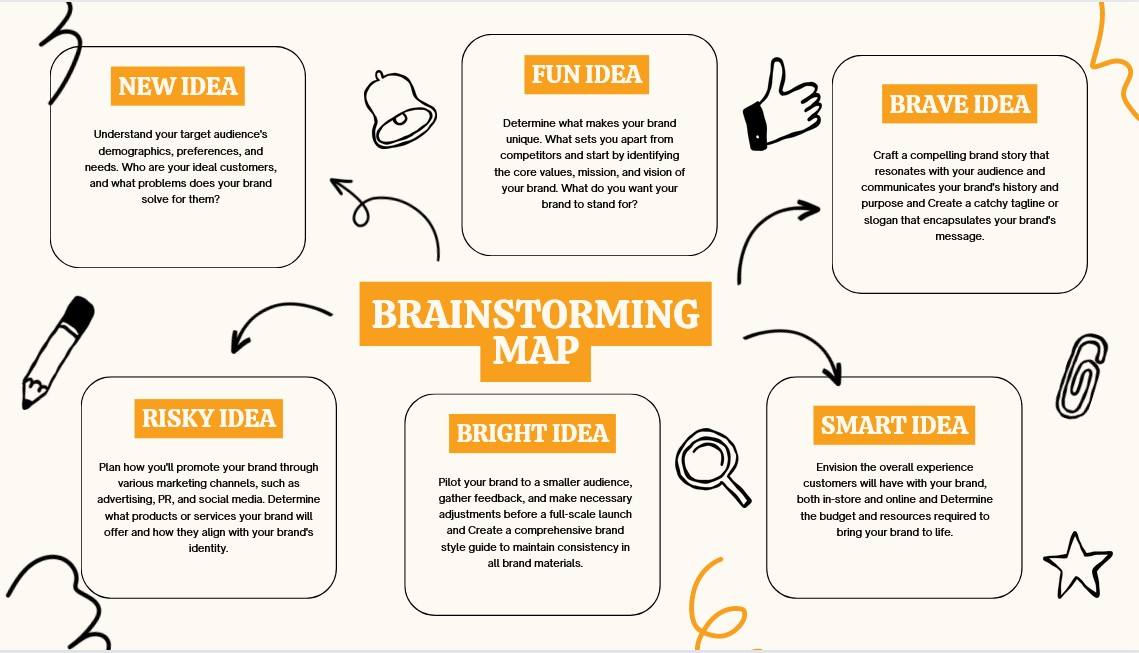 NEW IDEA
Understand your target audience's
demographics, preferences, and
needs. Who are your ideal customers,
and what problems does your brand
solve for them?
FUN IDEA
Determine what makes your brand
unique. What sets you apart from
competitors and start by identifying
the core values, mission, and vision of
your brand. What do you want your
brand to stand for?
BRAVE IDEA
Craft a compelling brand story that
resonates with your audience and
communicates your brand's history and
purpose and Create a catchy tagline or
slogan that encapsulates your brand's
message.
BRAINSTORMING
MAP
RISKY IDEA
Plan how you'll promote your brand through
various marketing channels, such as
advertising, PR, and social media. Determine
what products or services your brand will
offer and how they align with your brand's
identity.
BRIGHT IDEA
Pilot your brand to a smaller audience,
gather feedback, and make necessary
adjustments before a full-scale launch
and Create a comprehensive brand
style guide to maintain consistency in
all brand materials.
SMART IDEA
Envision the overall experience
customers will have with your brand,
both in-store and online and Determine
the budget and resources required to
bring your brand to life.